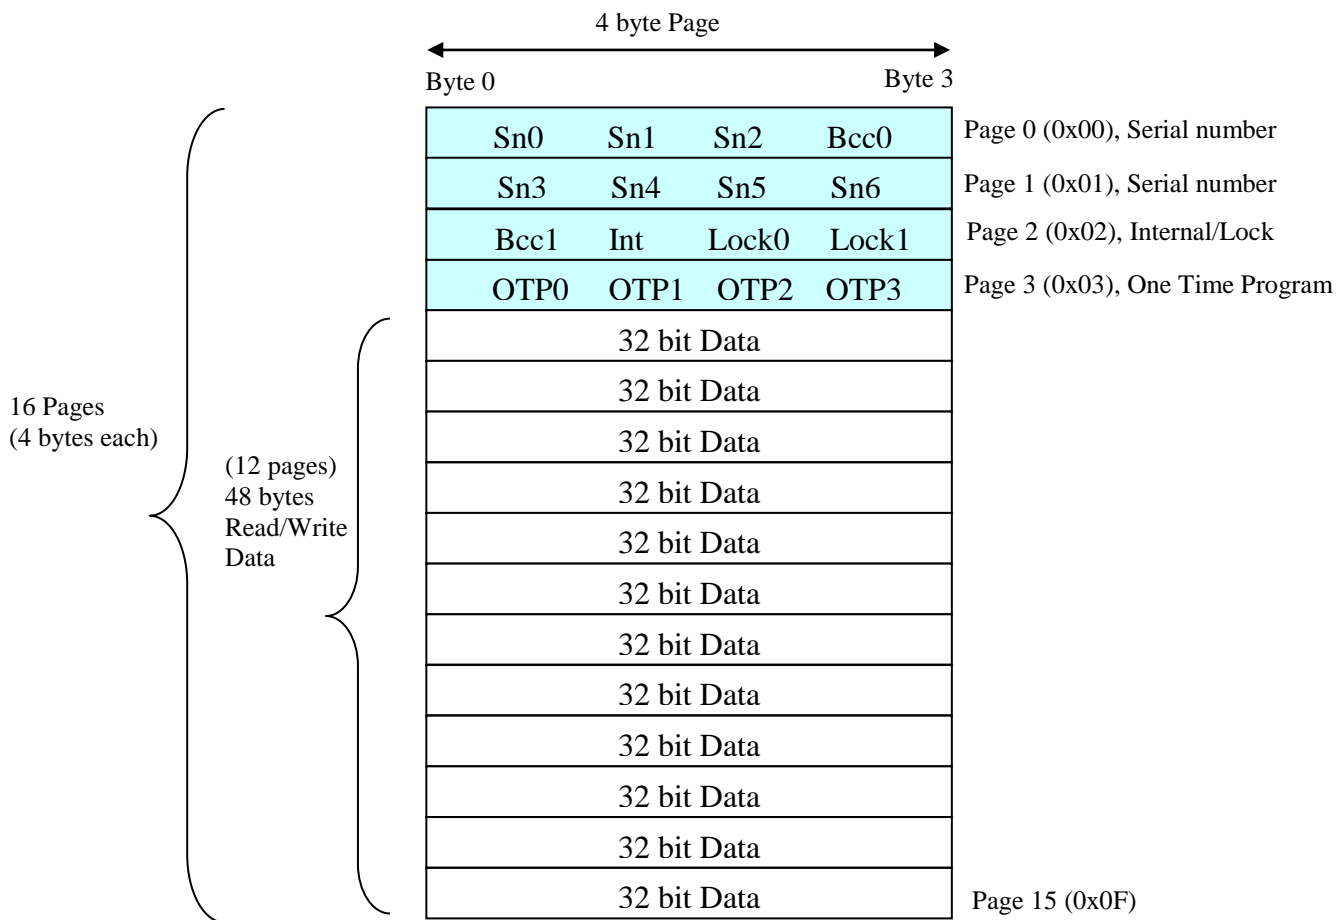 4 byte Page
Byte 0 Byte 3
Sn0 Sn1 Sn2 Bcc0 Page 0 (0x00), Serial number
Sn3 Sn4 Sn5 Sn6 Page 1 (0x01), Serial number
Bcc1 Int Lock0 Lock1 Page 2 (0x02), Internal/Lock
OTP0 OTP1 OTP2 OTP3 Page 3 (0x03), One Time Program
32 bit Data
32 bit Data
32 bit Data
32 bit Data
32 bit Data
32 bit Data
32 bit Data
32 bit Data
32 bit Data
32 bit Data
32 bit Data
32 bit Data Page 15 (0x0F)
16 Pages
(4 bytes each)
(12 pages)
48 bytes
Read/Write
Data